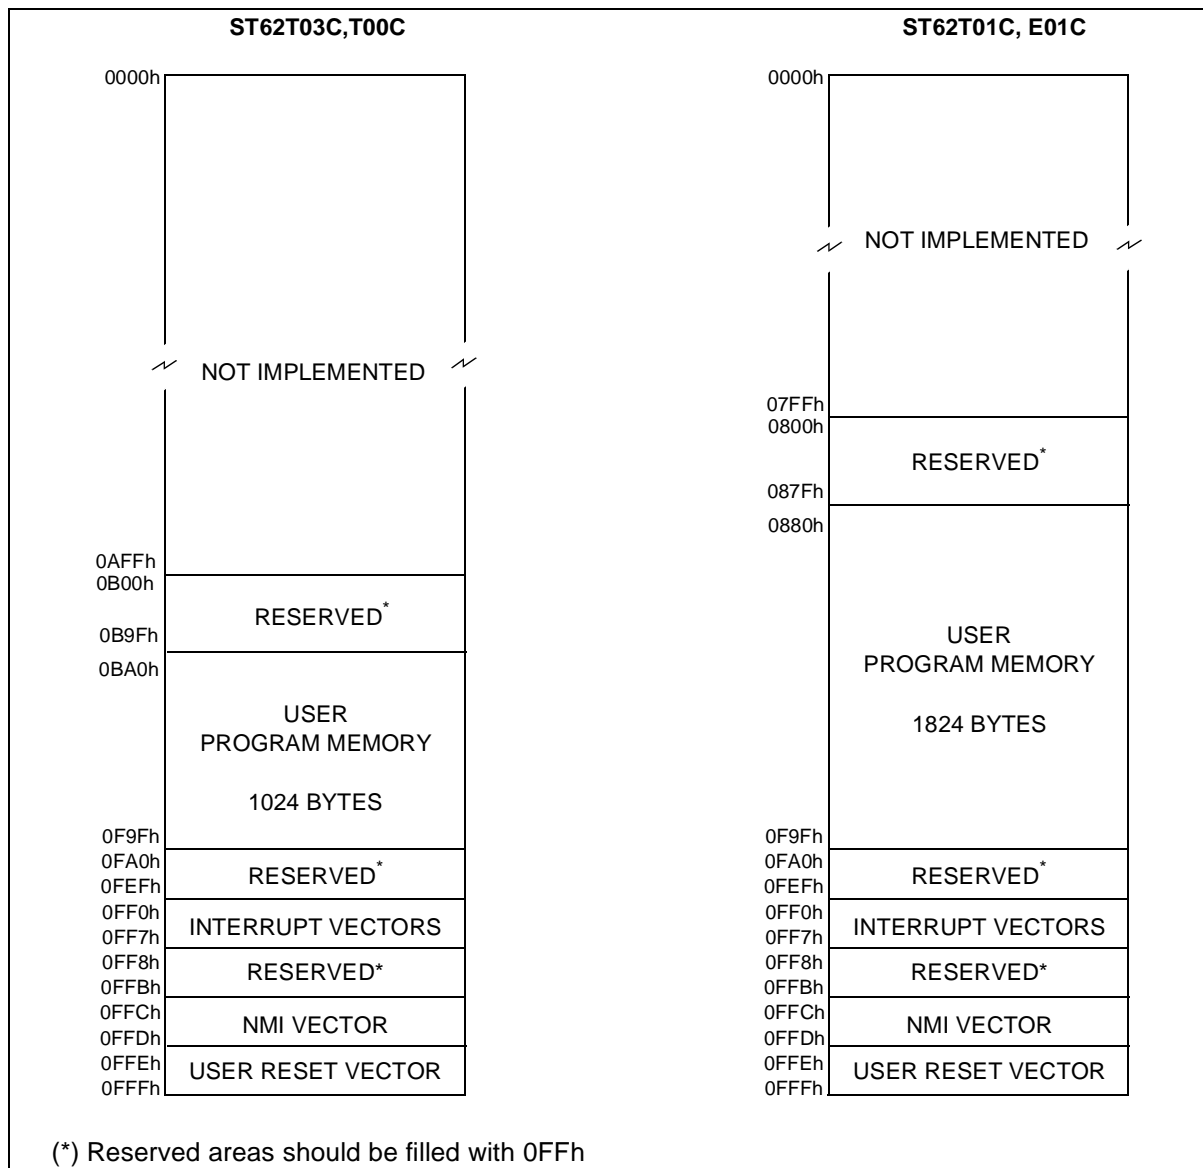 ST62T03C,T00C
0000h
NOT IMPLEMENTED
0AFFh
0B00h
RESERVED*
0B9Fh
0BA0h
USER
PROGRAM MEMORY
1024 BYTES
0F9Fh
0FA0h
RESERVED*
0FEFh
0FF0h
INTERRUPT VECTORS
0FF7h
0FF8h
RESERVED*
0FFBh
0FFCh
NMI VECTOR
0FFDh
0FFEh
USER RESET VECTOR
0FFFh
ST62T01C, E01C
0000h
NOT IMPLEMENTED
07FFh
0800h
RESERVED*
087Fh
0880h
USER
PROGRAM MEMORY
1824 BYTES
0F9Fh
0FA0h
RESERVED*
0FEFh
0FF0h
INTERRUPT VECTORS
0FF7h
0FF8h
RESERVED*
0FFBh
0FFCh
NMI VECTOR
0FFDh
0FFEh
USER RESET VECTOR
0FFFh
(*) Reserved areas should be filled with 0FFh